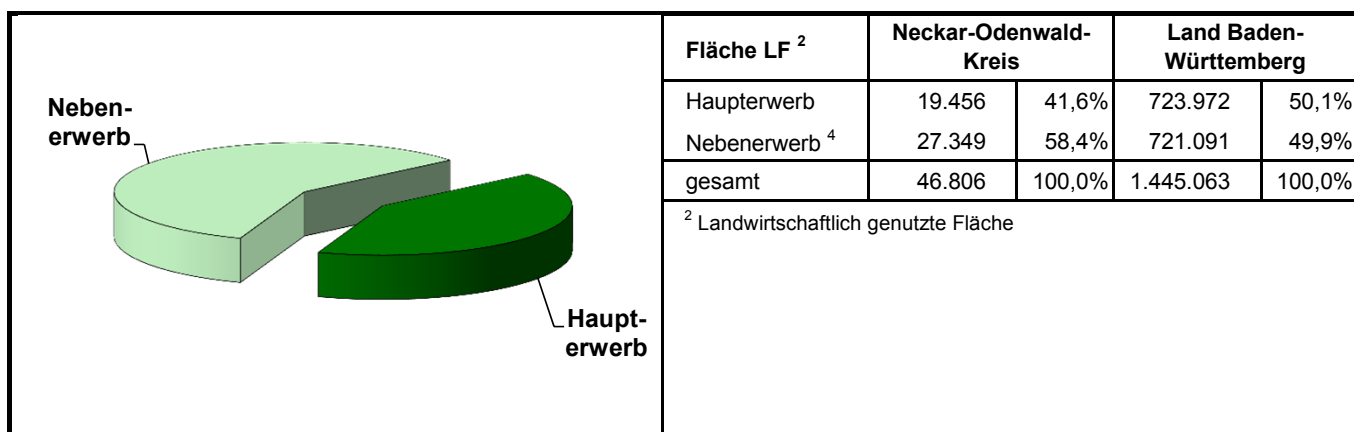 Neben-
erwerb
Haupt-
erwerb
Fläche LF ² Neckar-Odenwald-
Kreis Land Baden-
Württemberg
Haupterwerb 19.456 41,6% 723.972 50,1%
Nebenerwerb ⁴ 27.349 58,4% 721.091 49,9%
gesamt 46.806 100,0% 1.445.063 100,0%
² Landwirtschaftlich genutzte Fläche